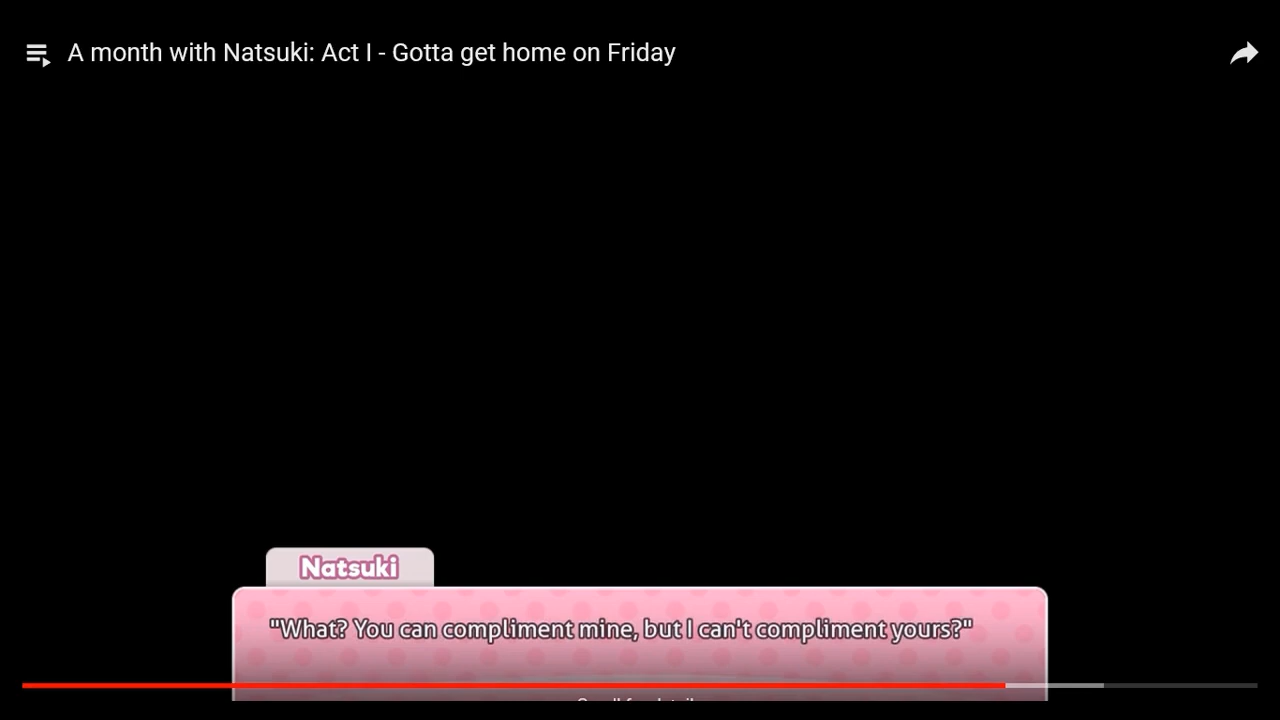 A month with Natsuki: Act I - Gotta get home on Friday
Natsuki
"What? You can compliment mine, but I can't compliment yours?"